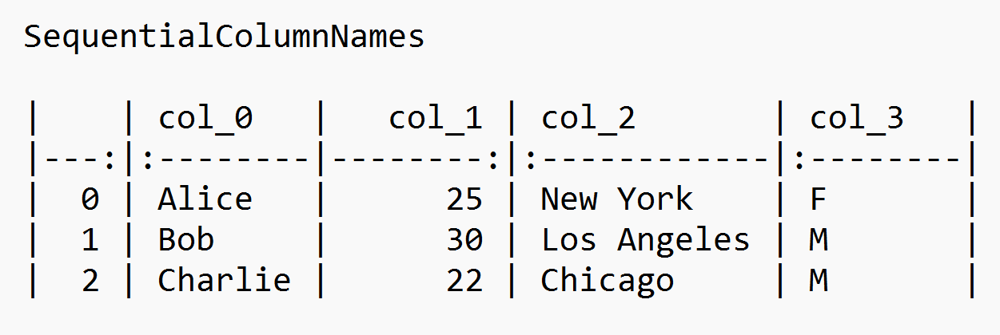 SequentialColumnNames
|    | col_0   |   col_1 | col_2       | col_3   |
|---:|:--------|--------:|:------------|:--------|
|  0 | Alice   |      25 | New York    | F       |
|  1 | Bob     |      30 | Los Angeles | M       |
|  2 | Charlie |      22 | Chicago     | M       |